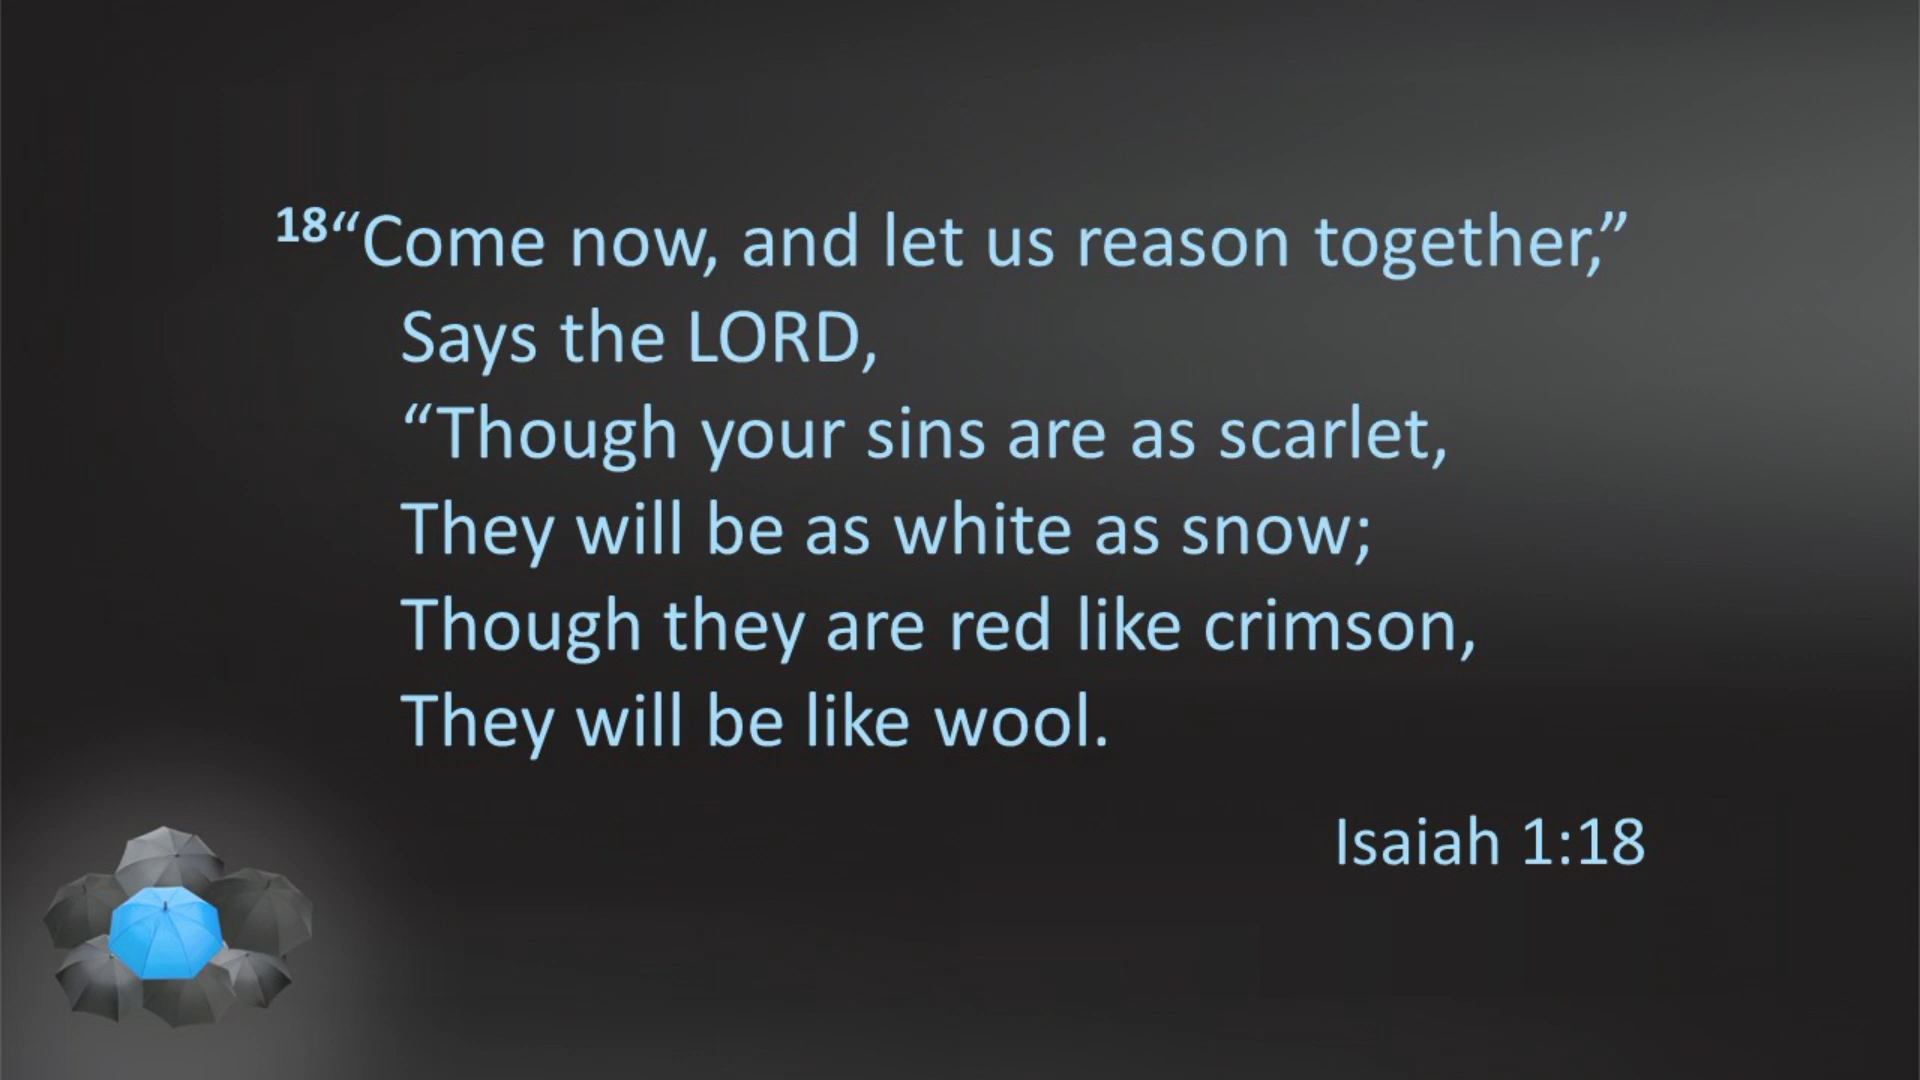 18“Come now, and let us reason together,”
Says the LORD,
“Though your sins are as scarlet,
They will be as white as snow;
Though they are red like crimson,
They will be like wool.
Isaiah 1:18